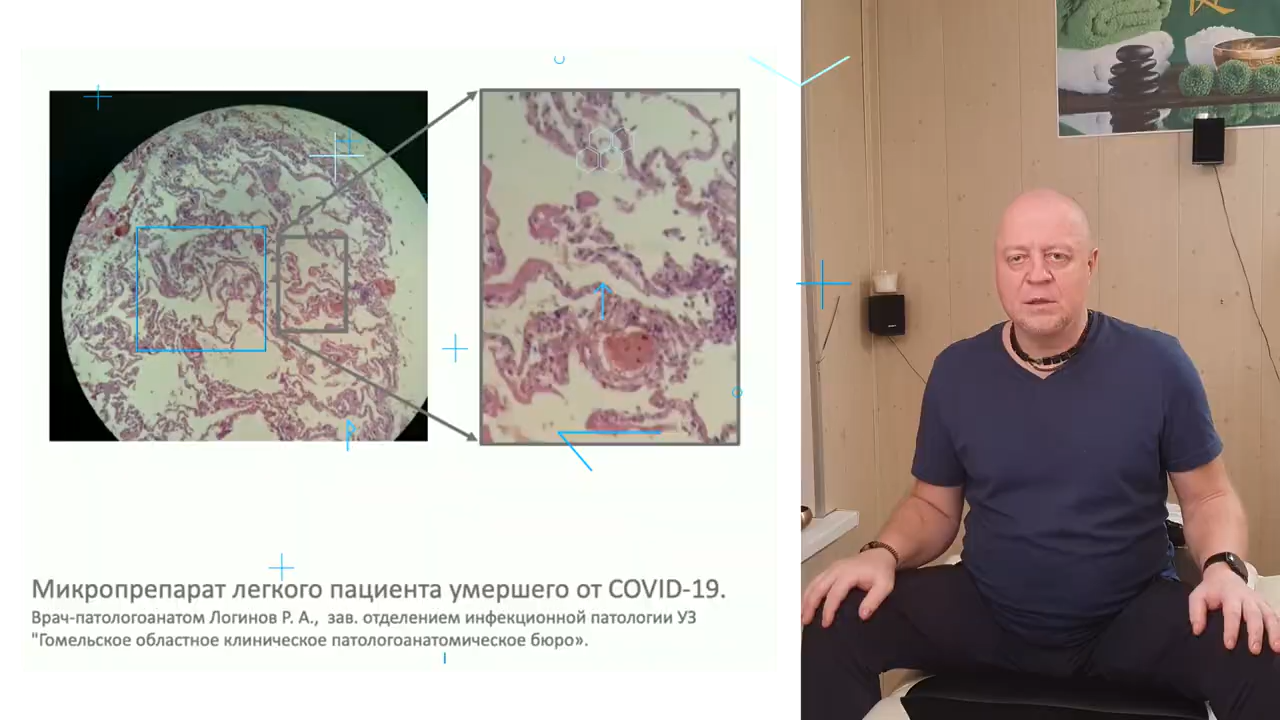 Микропрепарат легкого пациента умершего от COVID-19.
Врач-патологоанатом Логинов Р. А., зав. отделением инфекционной патологии УЗ
"Гомельское областное клиническое патологоанатомическое бюро».